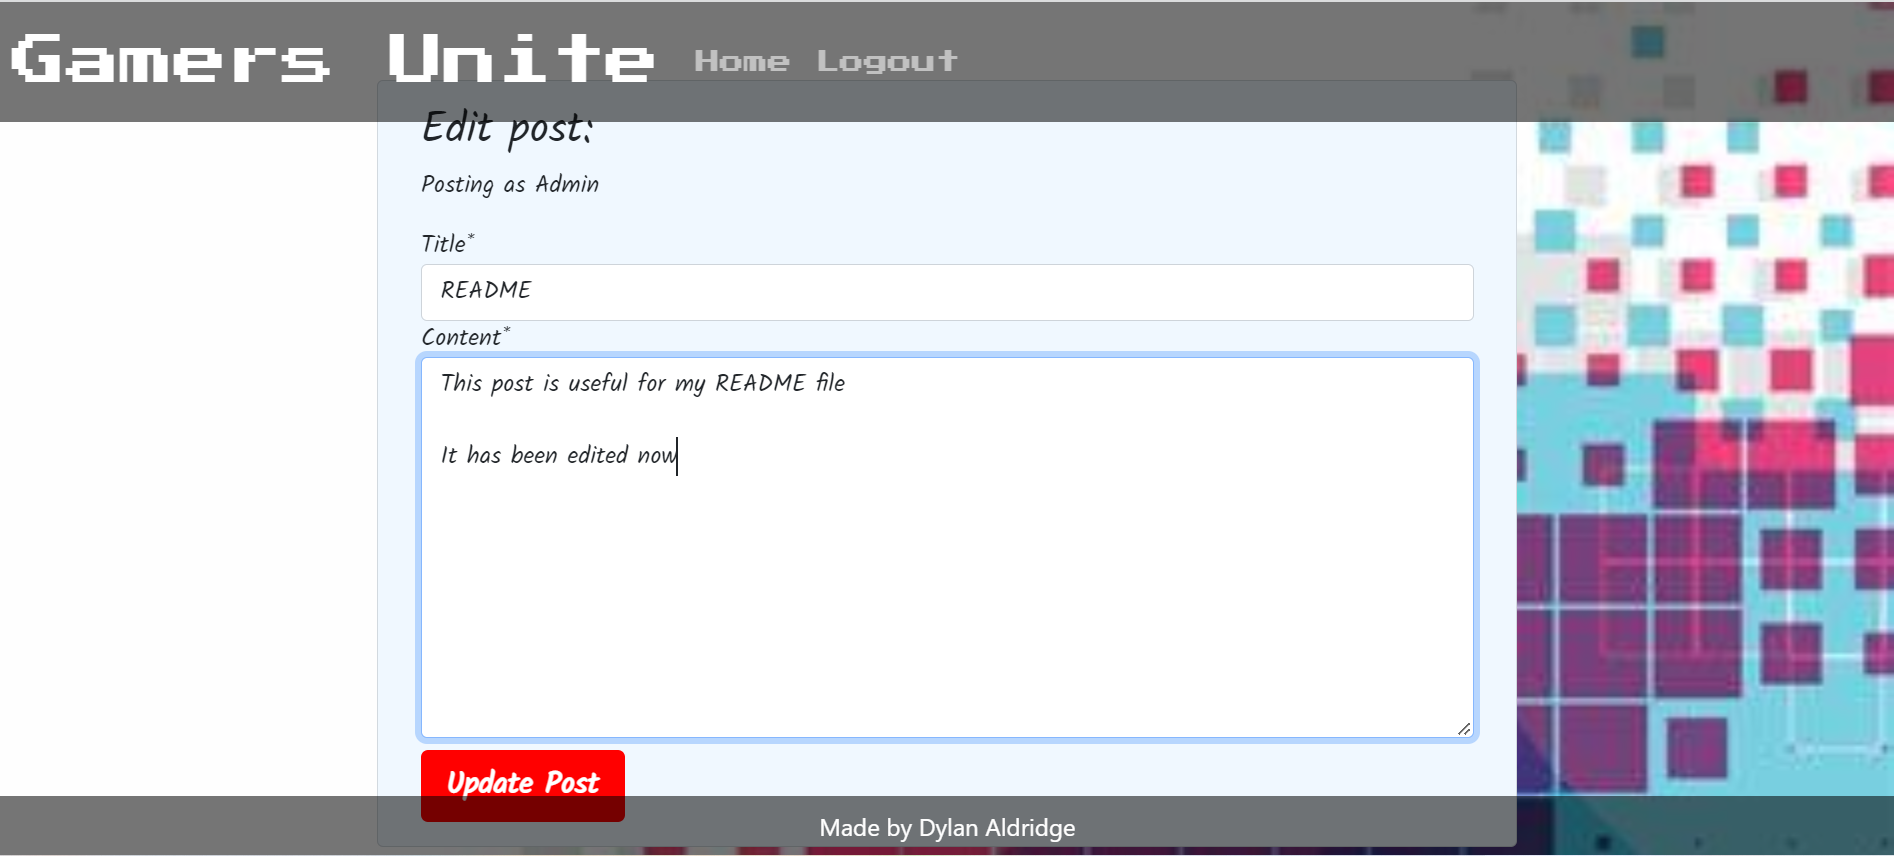 Gamers Unite Home Logout
Edit post:
Posting as Admin
Title*
README
Content*
This post is useful for my README file
It has been edited now
Update Post
Made by Dylan Aldridge